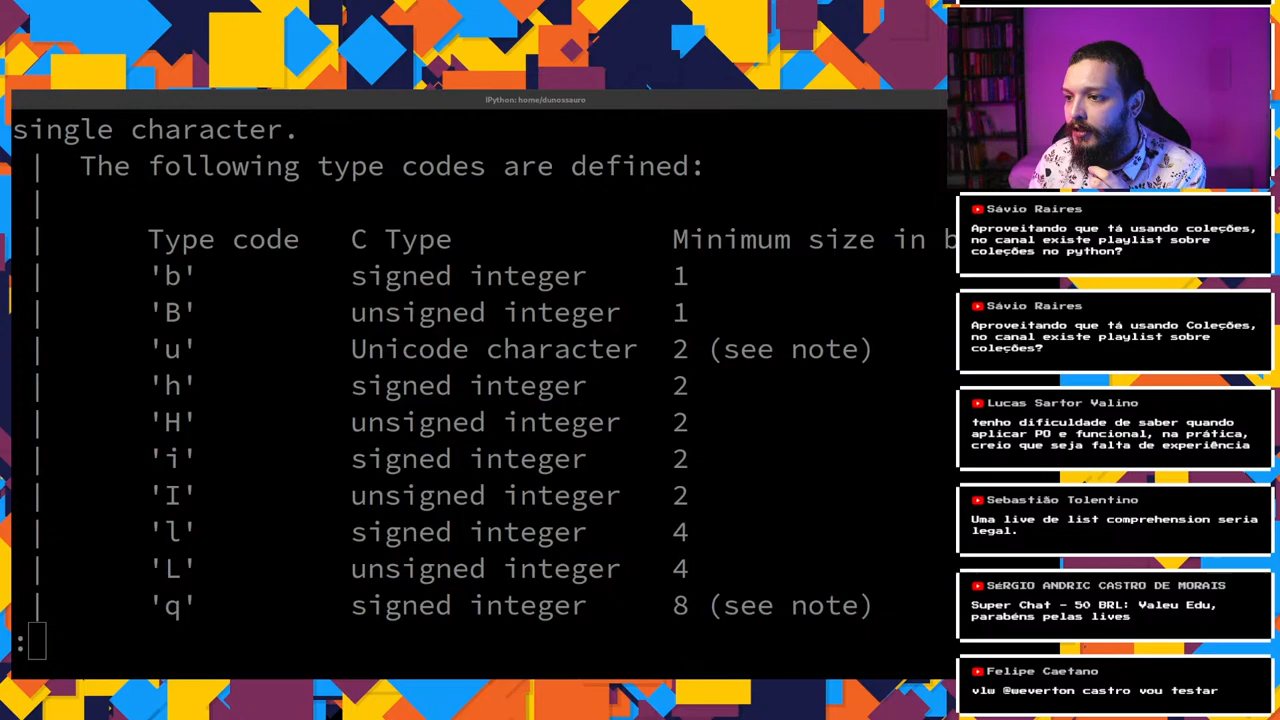 IPython: home/dunossauro
single character.
| The following type codes are defined:
|
| Type code C Type Minimum size in b
| 'b' signed integer 1
| 'B' unsigned integer 1
| 'u' Unicode character 2 (see note)
| 'h' signed integer 2
| 'H' unsigned integer 2
| 'i' signed integer 2
| 'I' unsigned integer 2
| 'l' signed integer 4
| 'L' unsigned integer 4
| 'q' signed integer 8 (see note)
:
Sávio Raires
Aproveitando que tá usando coleções,
no canal existe playlist sobre
coleções no python?
Sávio Raires
Aproveitando que tá usando Coleções,
no canal existe playlist sobre
coleções?
Lucas Sartor Valino
tenho dificuldade de saber quando
aplicar PO e funcional, na prática,
creio que seja falta de experiência
Sebastião Tolentino
Uma live de list comprehension seria
legal.
SéRGIO ANDRIC CASTRO DE MORAIS
Super Chat - 50 BRL: Valeu Edu,
parabéns pelas lives
Felipe Caetano
vlw @weverton castro vou testar